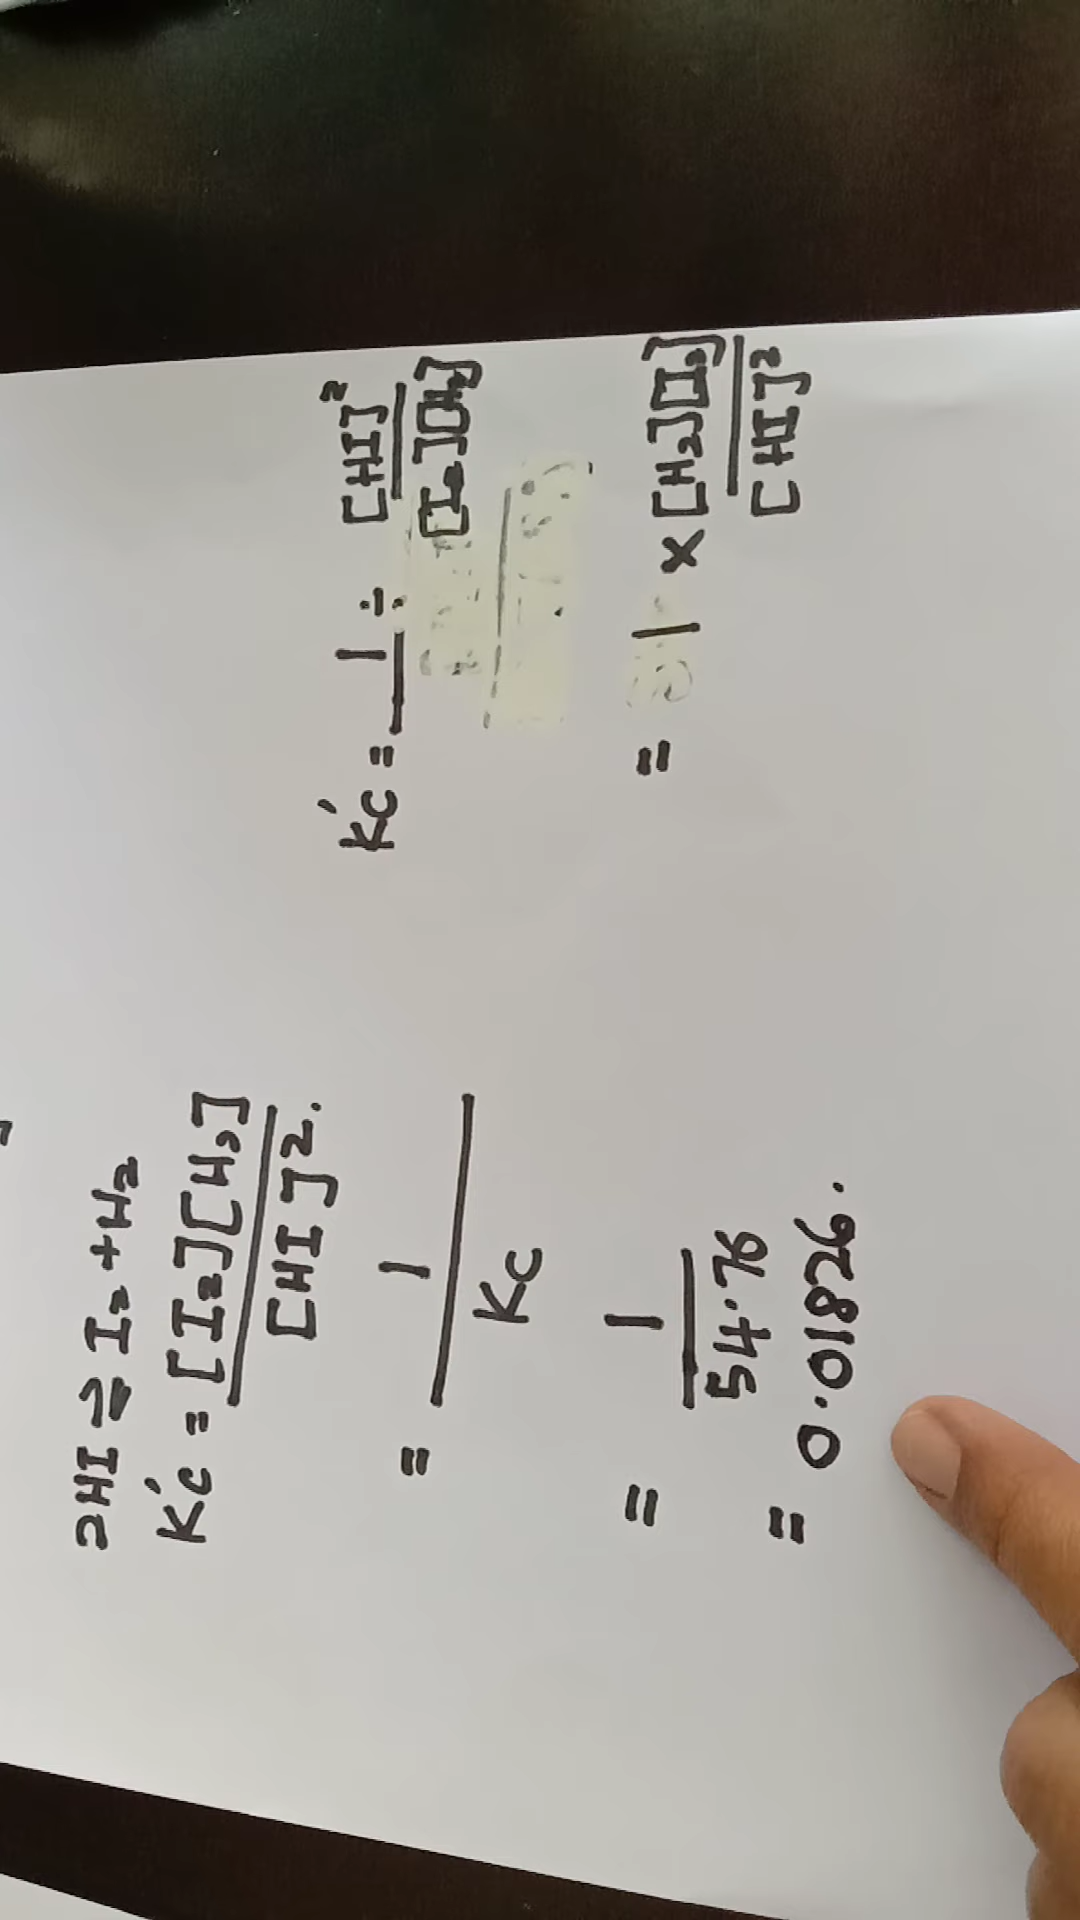 2HI ⇌ I₂ + H₂
K'c = [I₂][H₂]
[HI]².
= 1
Kc
= 1
54.76
= 0.01826.
K'c = 1 ÷ [HI]²
[I₂][H₂]
= 1 × [H₂][I₂]
[HI]²